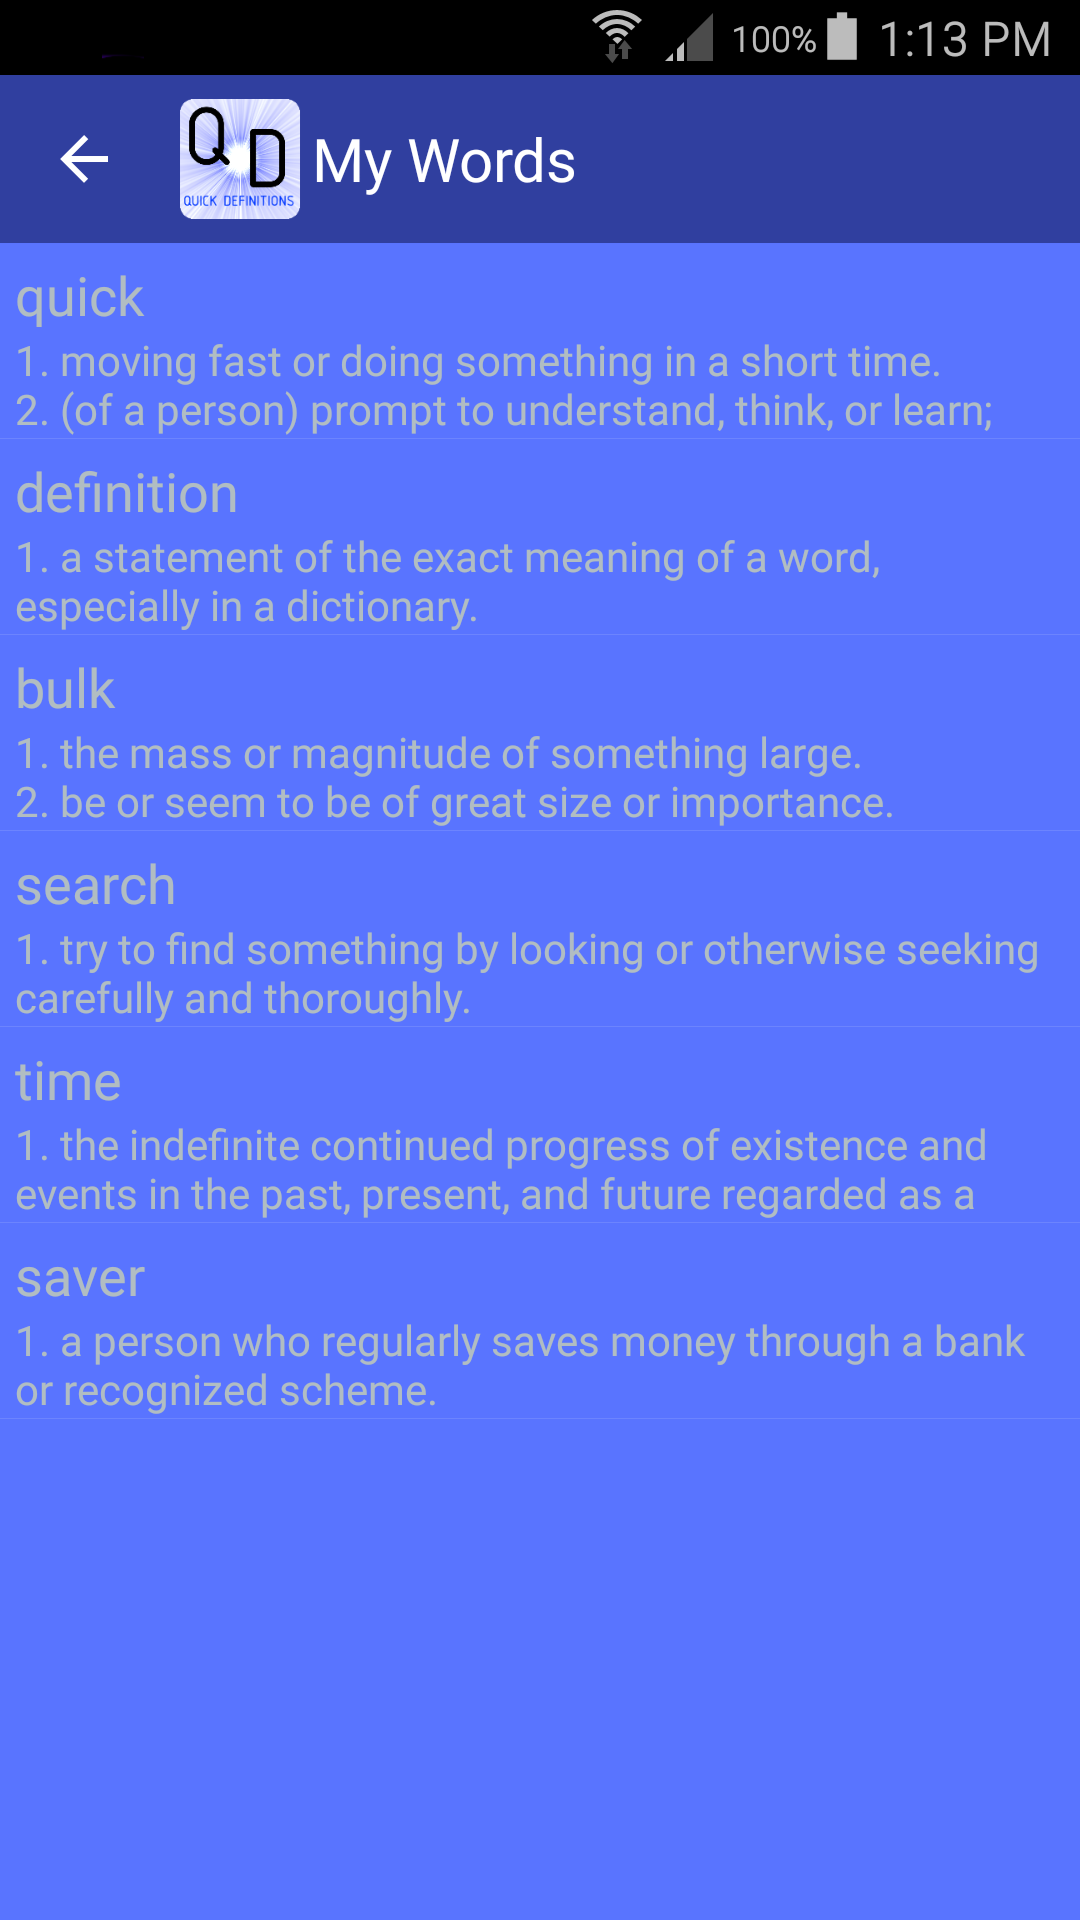 100% 1:13 PM
Q D
QUICK DEFINITIONS
My Words
quick
1. moving fast or doing something in a short time.
2. (of a person) prompt to understand, think, or learn;
definition
1. a statement of the exact meaning of a word,
especially in a dictionary.
bulk
1. the mass or magnitude of something large.
2. be or seem to be of great size or importance.
search
1. try to find something by looking or otherwise seeking
carefully and thoroughly.
time
1. the indefinite continued progress of existence and
events in the past, present, and future regarded as a
saver
1. a person who regularly saves money through a bank
or recognized scheme.